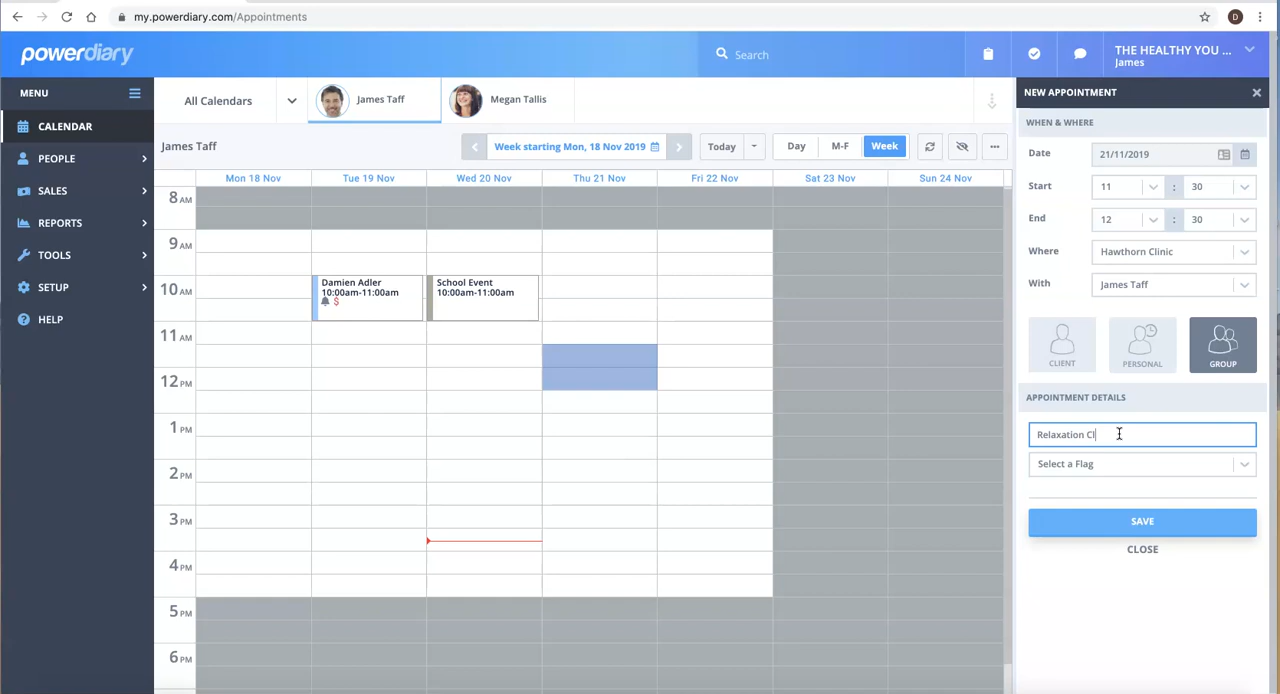 my.powerdiary.com/Appointments
D
powerdiary
Search
THE HEALTHY YOU ...
James
MENU
CALENDAR
PEOPLE
SALES
REPORTS
TOOLS
SETUP
HELP
All Calendars
James Taff
Megan Tallis
James Taff
Week starting Mon, 18 Nov 2019
Today
Day
M-F
Week
Mon 18 Nov
Tue 19 Nov
Wed 20 Nov
Thu 21 Nov
Fri 22 Nov
Sat 23 Nov
Sun 24 Nov
8 AM
9 AM
10 AM
11 AM
12 PM
1 PM
2 PM
3 PM
4 PM
5 PM
6 PM
Damien Adler
10:00am-11:00am
$
School Event
10:00am-11:00am
NEW APPOINTMENT
WHEN & WHERE
Date
21/11/2019
Start
11 : 30
End
12 : 30
Where
Hawthorn Clinic
With
James Taff
CLIENT
PERSONAL
GROUP
APPOINTMENT DETAILS
Relaxation Cl
Select a Flag
SAVE
CLOSE